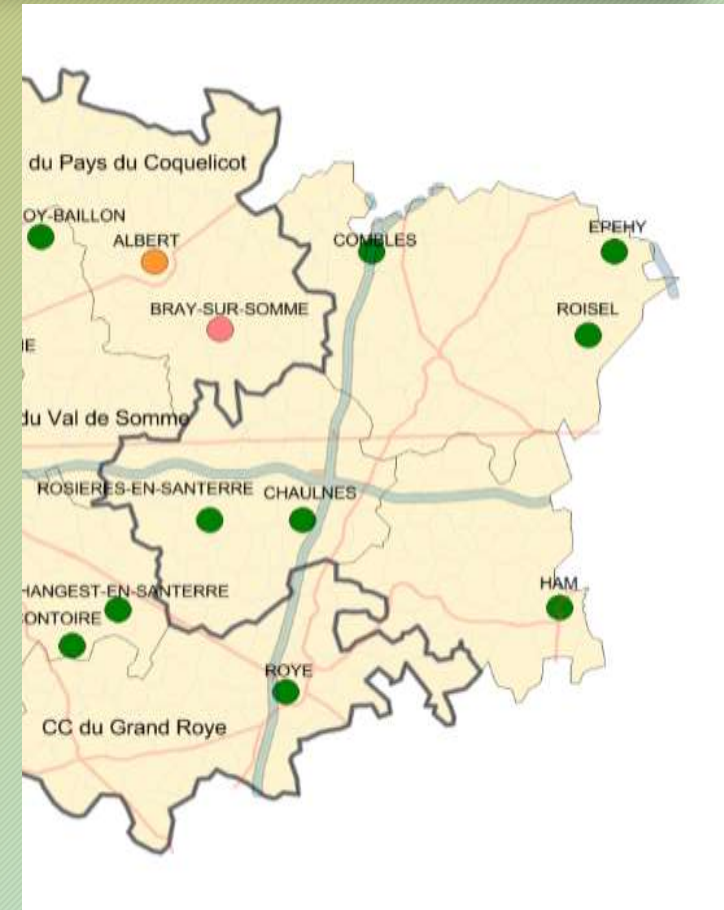 du Pays du Coquelicot
OY-BAILLON
ALBERT
COMBLES
EPEHY
BRAY-SUR-SOMME
ROISEL
IE
du Val de Somme
ROSIERES-EN-SANTERRE
CHAULNES
HANGEST-EN-SANTERRE
HAM
ONTOIRE
ROYE
CC du Grand Roye